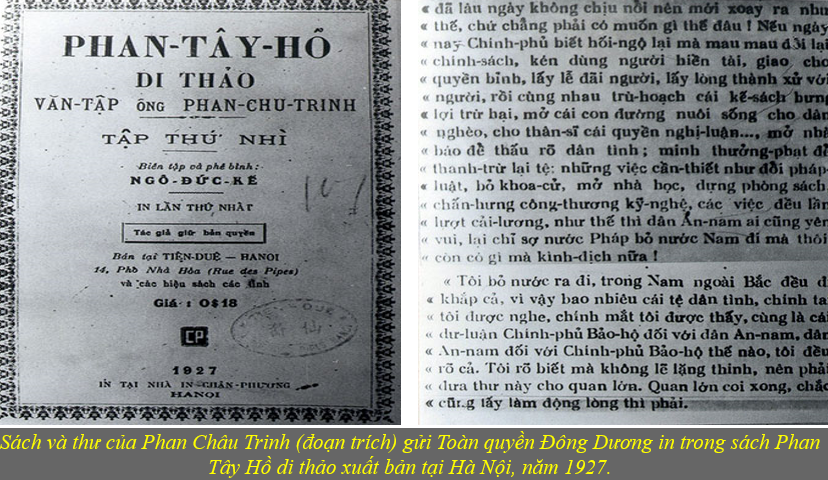 PHAN-TÂY-HỒ
DI THẢO
VĂN-TẬP ÔNG PHAN-CHU-TRINH
TẬP THỨ NHÌ
Biên tập và phê bình:
NGÔ-ĐỨC-KẾ
IN LẦN THỨ NHẤT
Tác giả giữ bản quyền
Bán tại TIỆN-DUỆ — HANOI
14, Phố Nhà Hỏa (Rue des Pipes)
và các hiệu sách các tỉnh
Giá : 0$18
CP
1927
IN TẠI NHÀ IN CHÂN-PHƯƠNG
HANOI
« đã lâu ngày không chịu nổi nên mới xoay ra như
« thế, chứ chẳng phải có muốn gì thế đâu ! Nếu ngày
« nay Chính-phủ biết hối-ngộ lại mà mau mau đổi lại
« chính-sách, kén dùng người hiền tài, giao cho
« quyền bỉnh, lấy lễ đãi người, lấy lòng thành xử với
« người, rồi cùng nhau trù-hoạch cái kế-sách hưng
« lợi trừ hại, mở cái con đường nuôi sống cho dân
« nghèo, cho thân-sĩ cái quyền nghị-luận..., mở nhà
« báo để thấu rõ dân tình ; minh thưởng-phạt để
« thanh-trừ lại tệ: những việc cần-thiết như đổi pháp-
« luật, bỏ khoa-cử, mở nhà học, dựng phòng sách
« chấn-hưng công-thương kỹ-nghệ, các việc đều lần
« lượt cải-lương, như thế thì dân An-nam ai cũng yên
« vui, lại chỉ sợ nước Pháp bỏ nước Nam đi mà thôi
« còn có gì mà kình-địch nữa !
« Tôi bỏ nước ra đi, trong Nam ngoài Bắc đều đ
« khắp cả, vì vậy bao nhiêu cái tệ dân tình, chính ta
« tôi được nghe, chính mắt tôi được thấy, cùng là cái
« dư-luận Chính-phủ Bảo-hộ đối với dân An-nam, dân
« An-nam đối với Chính-phủ Bảo-hộ thế nào, tôi đều
« rõ cả. Tôi rõ biết mà không lẽ lặng thinh, nên phải
« đưa thư này cho quan lớn. Quan lớn coi xong, chắc
« cũng lấy làm động lòng thì phải.
Sách và thư của Phan Châu Trinh (đoạn trích) gửi Toàn quyền Đông Dương in trong sách Phan
Tây Hồ di thảo xuất bản tại Hà Nội, năm 1927.